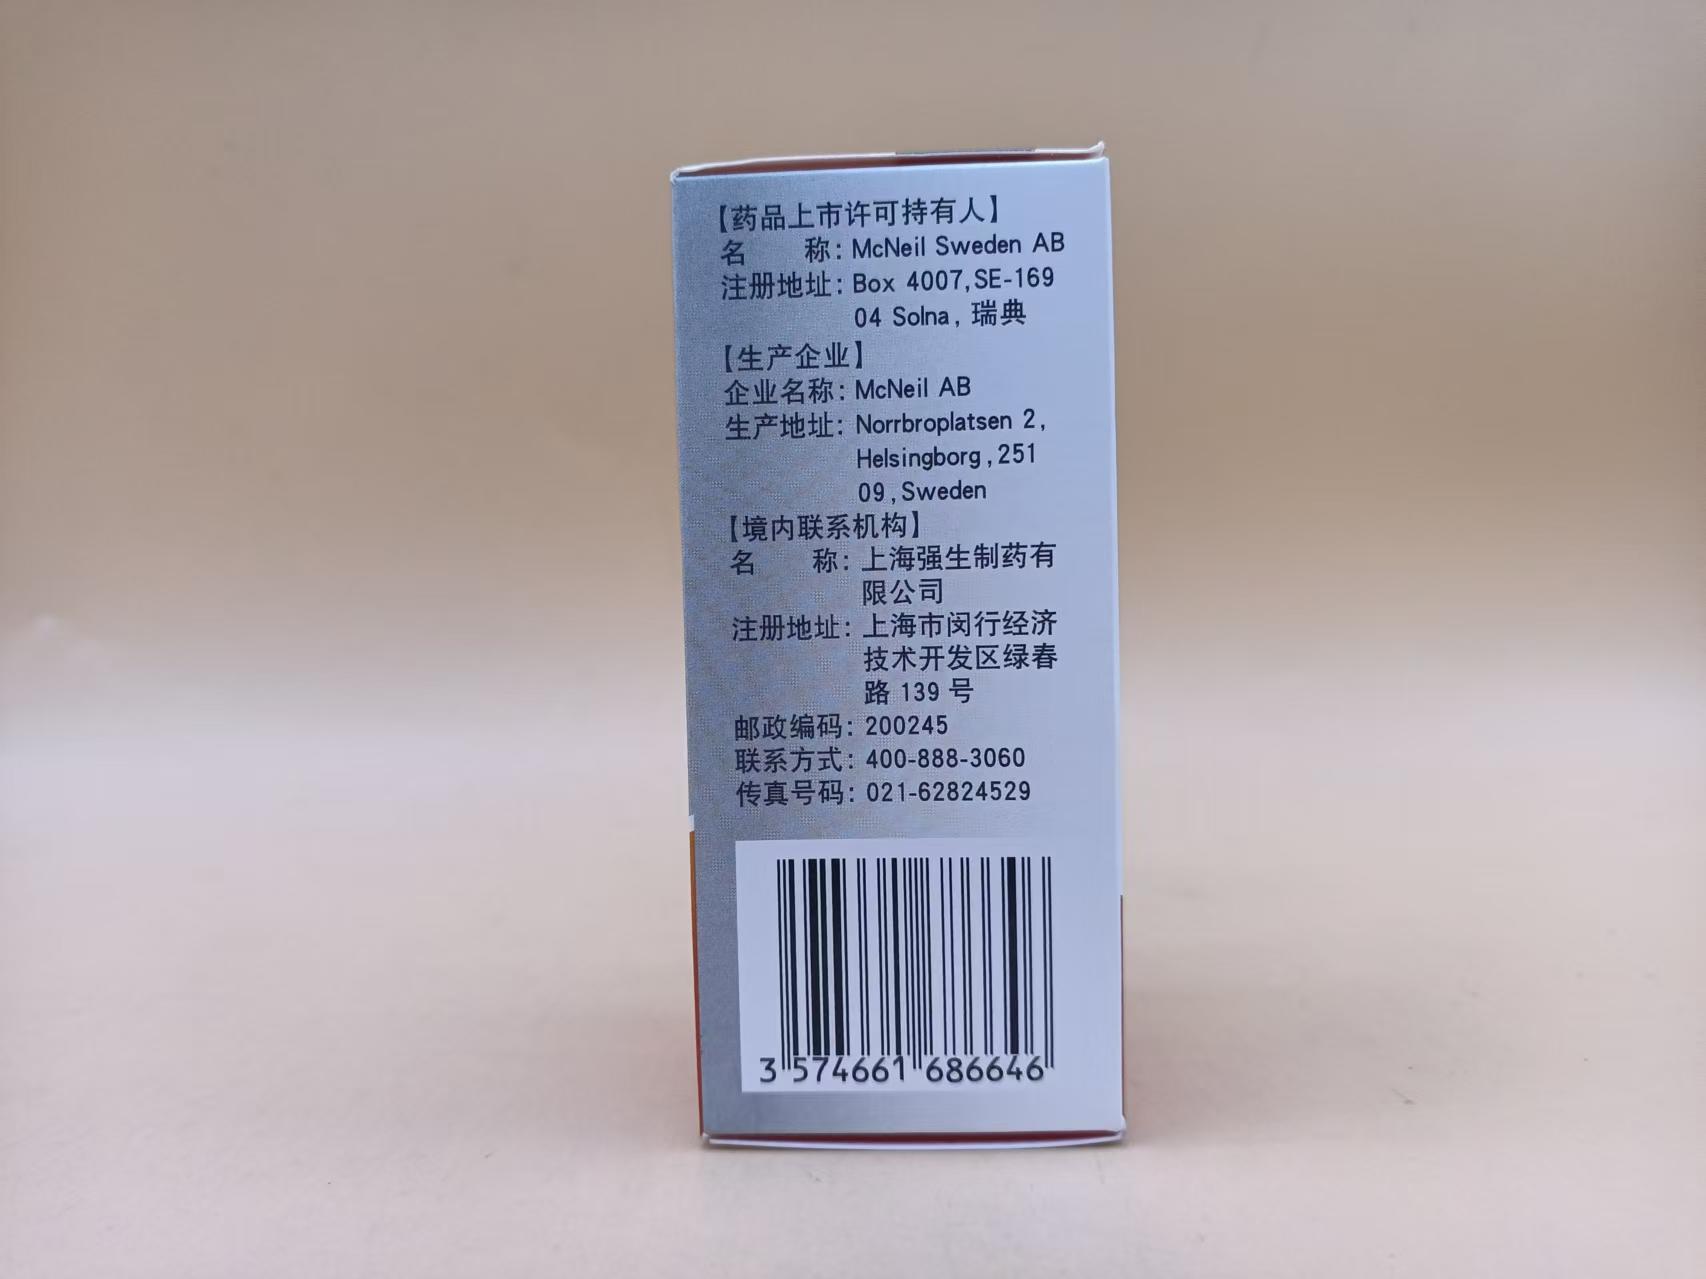 【药品上市许可持有人】
名 称: McNeil Sweden AB
注册地址: Box 4007,SE-169
04 Solna, 瑞典
【生产企业】
企业名称: McNeil AB
生产地址: Norrbroplatsen 2,
Helsingborg,251
09,Sweden
【境内联系机构】
名 称: 上海强生制药有
限公司
注册地址: 上海市闵行经济
技术开发区绿春
路 139 号
邮政编码: 200245
联系方式: 400-888-3060
传真号码: 021-62824529
3 574661 686646